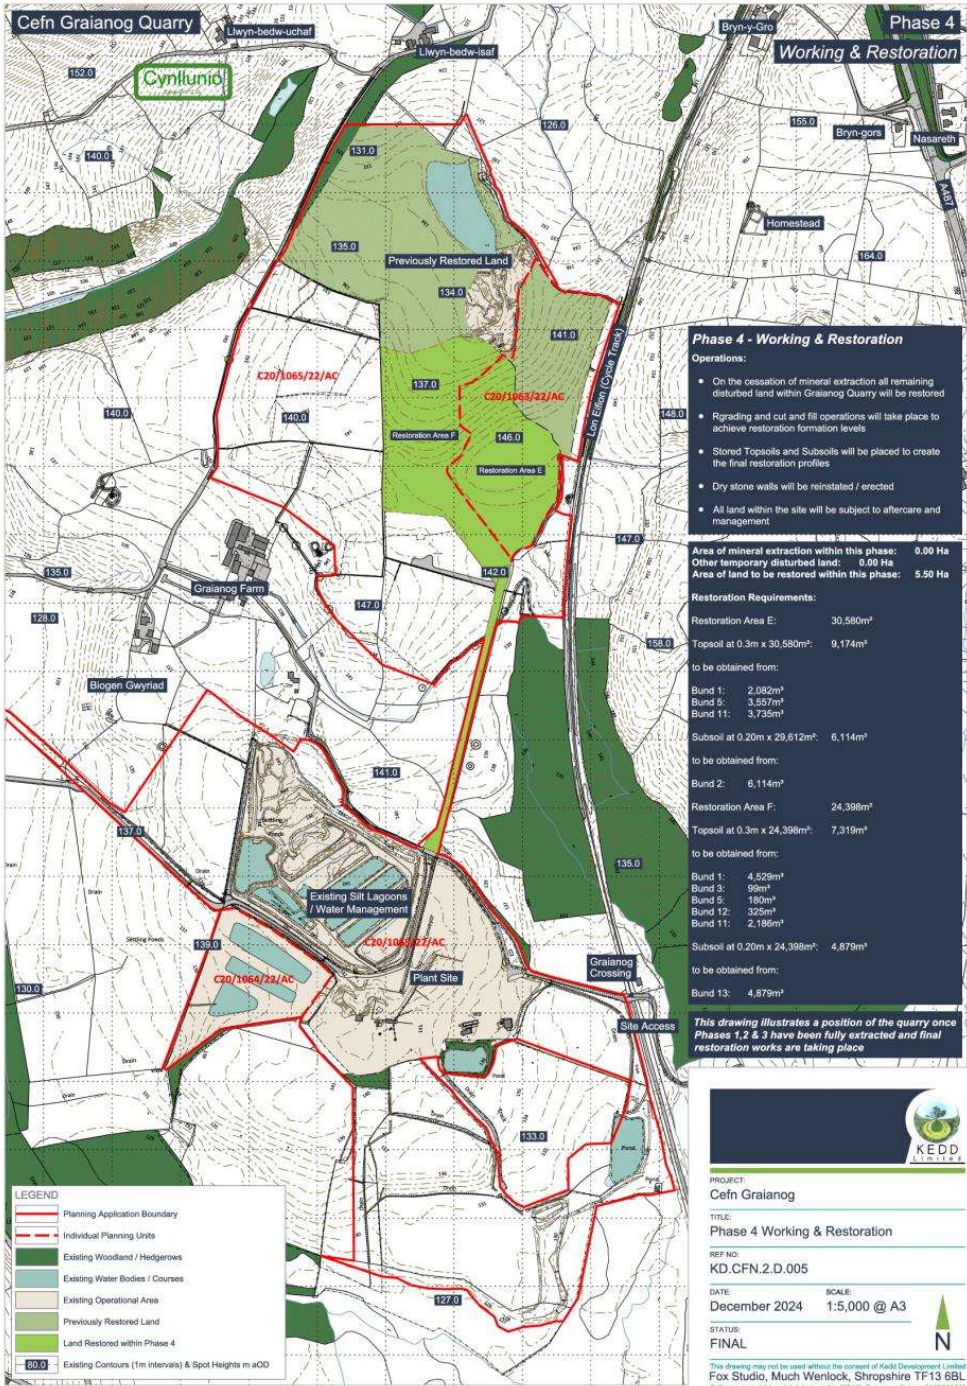 Cefn Graianog Quarry
Phase 4
Working & Restoration
Llwyn-bedw-uchaf
Llwyn-bedw-isaf
Bryn-y-Gro
Cynllunio
152.0
126.0
155.0
Bryn-gors
Nasareth
A487
140.0
131.0
Homestead
135.0
164.0
Previously Restored Land
134.0
141.0
Lon Eifion (Cycle Track)
C20/1065/22/AC
137.0
C20/1063/22/AC
140.0
140.0
148.0
Restoration Area F
146.0
Restoration Area E
147.0
135.0
142.0
Graianog Farm
147.0
128.0
158.0
Biogen Gwyriad
141.0
137.0
Drain
Drain
Settling Ponds
Existing Silt Lagoons
/ Water Management
135.0
139.0
C20/1064/22/AC
Plant Site
Graianog
Crossing
130.0
Site Access
Drain
Drain
Pond
Drain
Track
133.0
Pond
Pond
Drain
127.0
Phase 4 - Working & Restoration
Operations:
• On the cessation of mineral extraction all remaining
disturbed land within Graianog Quarry will be restored
• Rgrading and cut and fill operations will take place to
achieve restoration formation levels
• Stored Topsoils and Subsoils will be placed to create
the final restoration profiles
• Dry stone walls will be reinstated / erected
• All land within the site will be subject to aftercare and
management
Area of mineral extraction within this phase: 0.00 Ha
Other temporary disturbed land: 0.00 Ha
Area of land to be restored within this phase: 5.50 Ha
Restoration Requirements:
Restoration Area E: 30,580m²
Topsoil at 0.3m x 30,580m²: 9,174m³
to be obtained from:
Bund 1: 2,082m³
Bund 5: 3,557m³
Bund 11: 3,735m³
Subsoil at 0.20m x 29,612m²: 6,114m³
to be obtained from:
Bund 2: 6,114m³
Restoration Area F: 24,398m²
Topsoil at 0.3m x 24,398m²: 7,319m³
to be obtained from:
Bund 1: 4,529m³
Bund 3: 99m³
Bund 5: 180m³
Bund 12: 325m³
Bund 11: 2,186m³
Subsoil at 0.20m x 24,398m²: 4,879m³
to be obtained from:
Bund 13: 4,879m³
This drawing illustrates a position of the quarry once
Phases 1,2 & 3 have been fully extracted and final
restoration works are taking place
KEDD
Limited
PROJECT:
Cefn Graianog
TITLE:
Phase 4 Working & Restoration
REF NO:
KD.CFN.2.D.005
DATE:
SCALE:
December 2024
1:5,000 @ A3
STATUS:
FINAL
N
This drawing may not be used without the consent of Kedd Development Limited
Fox Studio, Much Wenlock, Shropshire TF13 6BL
LEGEND
Planning Application Boundary
Individual Planning Units
Existing Woodland / Hedgerows
Existing Water Bodies / Courses
Existing Operational Area
Previously Restored Land
Land Restored within Phase 4
80.0
Existing Contours (1m intervals) & Spot Heights m aOD